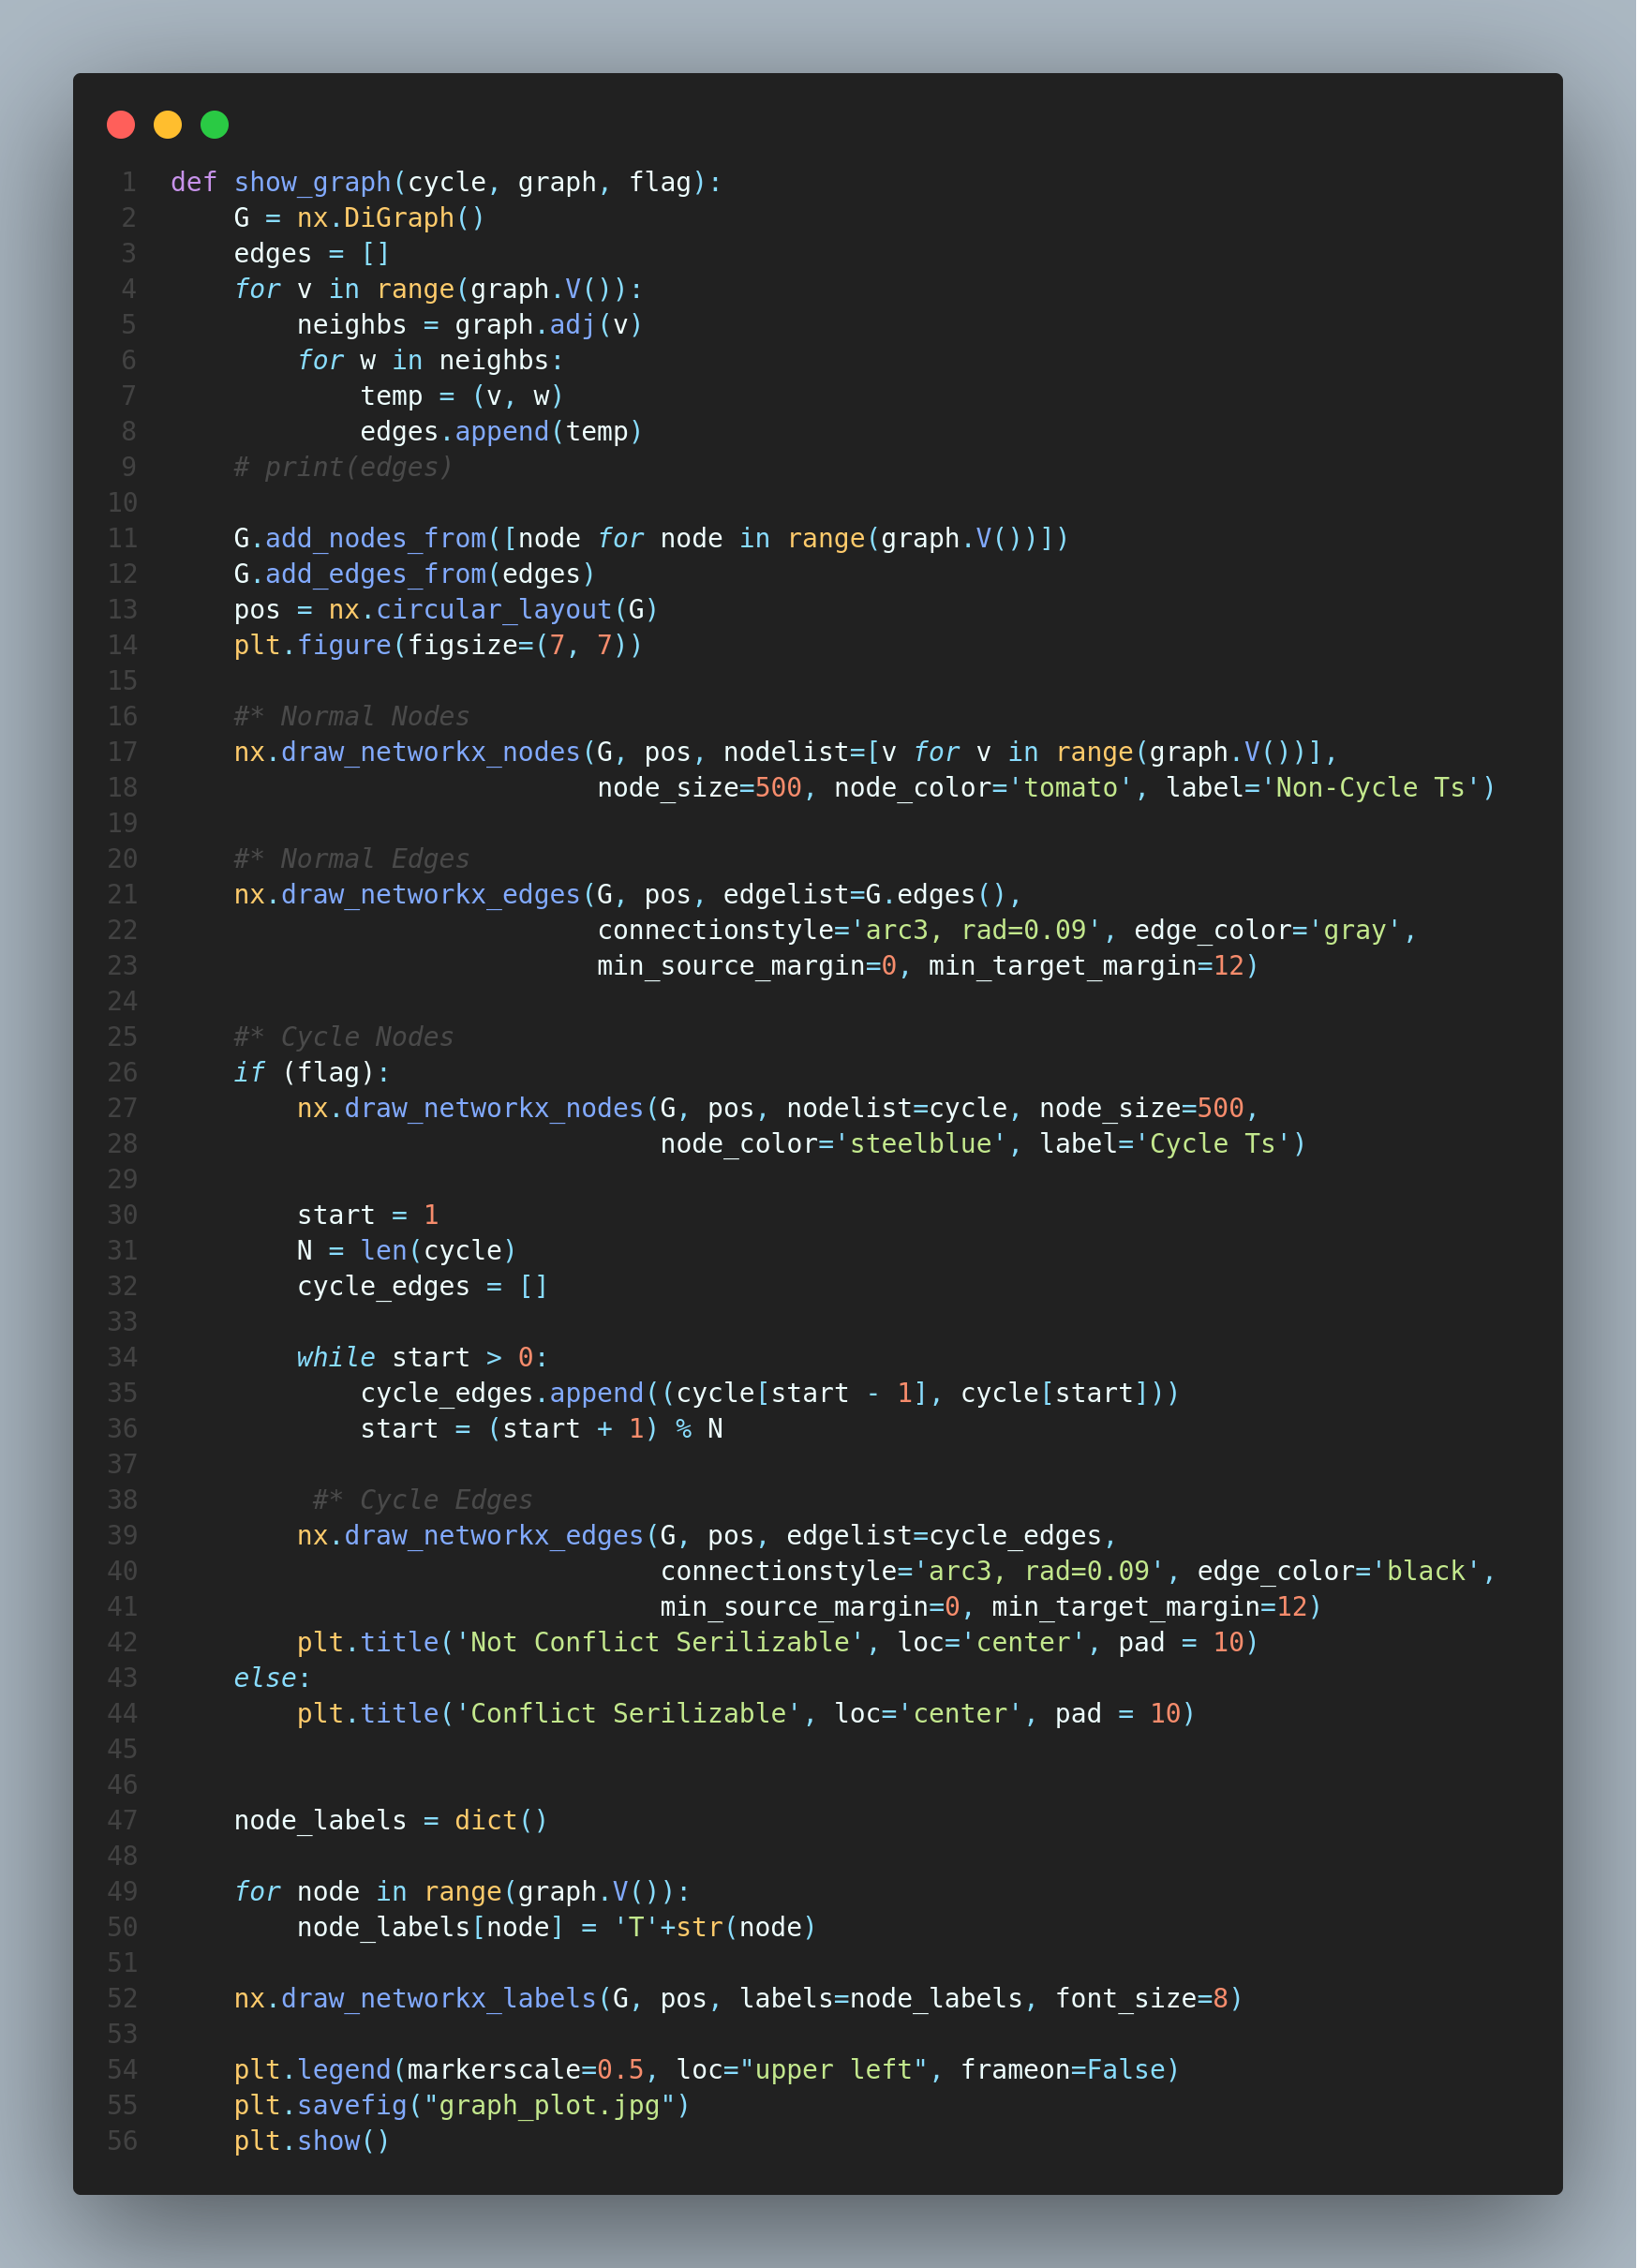 1 def show_graph(cycle, graph, flag):
2     G = nx.DiGraph()
3     edges = []
4     for v in range(graph.V()):
5         neighbs = graph.adj(v)
6         for w in neighbs:
7             temp = (v, w)
8             edges.append(temp)
9     # print(edges)
10
11     G.add_nodes_from([node for node in range(graph.V())])
12     G.add_edges_from(edges)
13     pos = nx.circular_layout(G)
14     plt.figure(figsize=(7, 7))
15
16     #* Normal Nodes
17     nx.draw_networkx_nodes(G, pos, nodelist=[v for v in range(graph.V())],
18                            node_size=500, node_color='tomato', label='Non-Cycle Ts')
19
20     #* Normal Edges
21     nx.draw_networkx_edges(G, pos, edgelist=G.edges(),
22                            connectionstyle='arc3, rad=0.09', edge_color='gray',
23                            min_source_margin=0, min_target_margin=12)
24
25     #* Cycle Nodes
26     if (flag):
27         nx.draw_networkx_nodes(G, pos, nodelist=cycle, node_size=500,
28                                node_color='steelblue', label='Cycle Ts')
29
30         start = 1
31         N = len(cycle)
32         cycle_edges = []
33
34         while start > 0:
35             cycle_edges.append((cycle[start - 1], cycle[start]))
36             start = (start + 1) % N
37
38          #* Cycle Edges
39         nx.draw_networkx_edges(G, pos, edgelist=cycle_edges,
40                                connectionstyle='arc3, rad=0.09', edge_color='black',
41                                min_source_margin=0, min_target_margin=12)
42         plt.title('Not Conflict Serilizable', loc='center', pad = 10)
43     else:
44         plt.title('Conflict Serilizable', loc='center', pad = 10)
45
46
47     node_labels = dict()
48
49     for node in range(graph.V()):
50         node_labels[node] = 'T'+str(node)
51
52     nx.draw_networkx_labels(G, pos, labels=node_labels, font_size=8)
53
54     plt.legend(markerscale=0.5, loc="upper left", frameon=False)
55     plt.savefig("graph_plot.jpg")
56     plt.show()